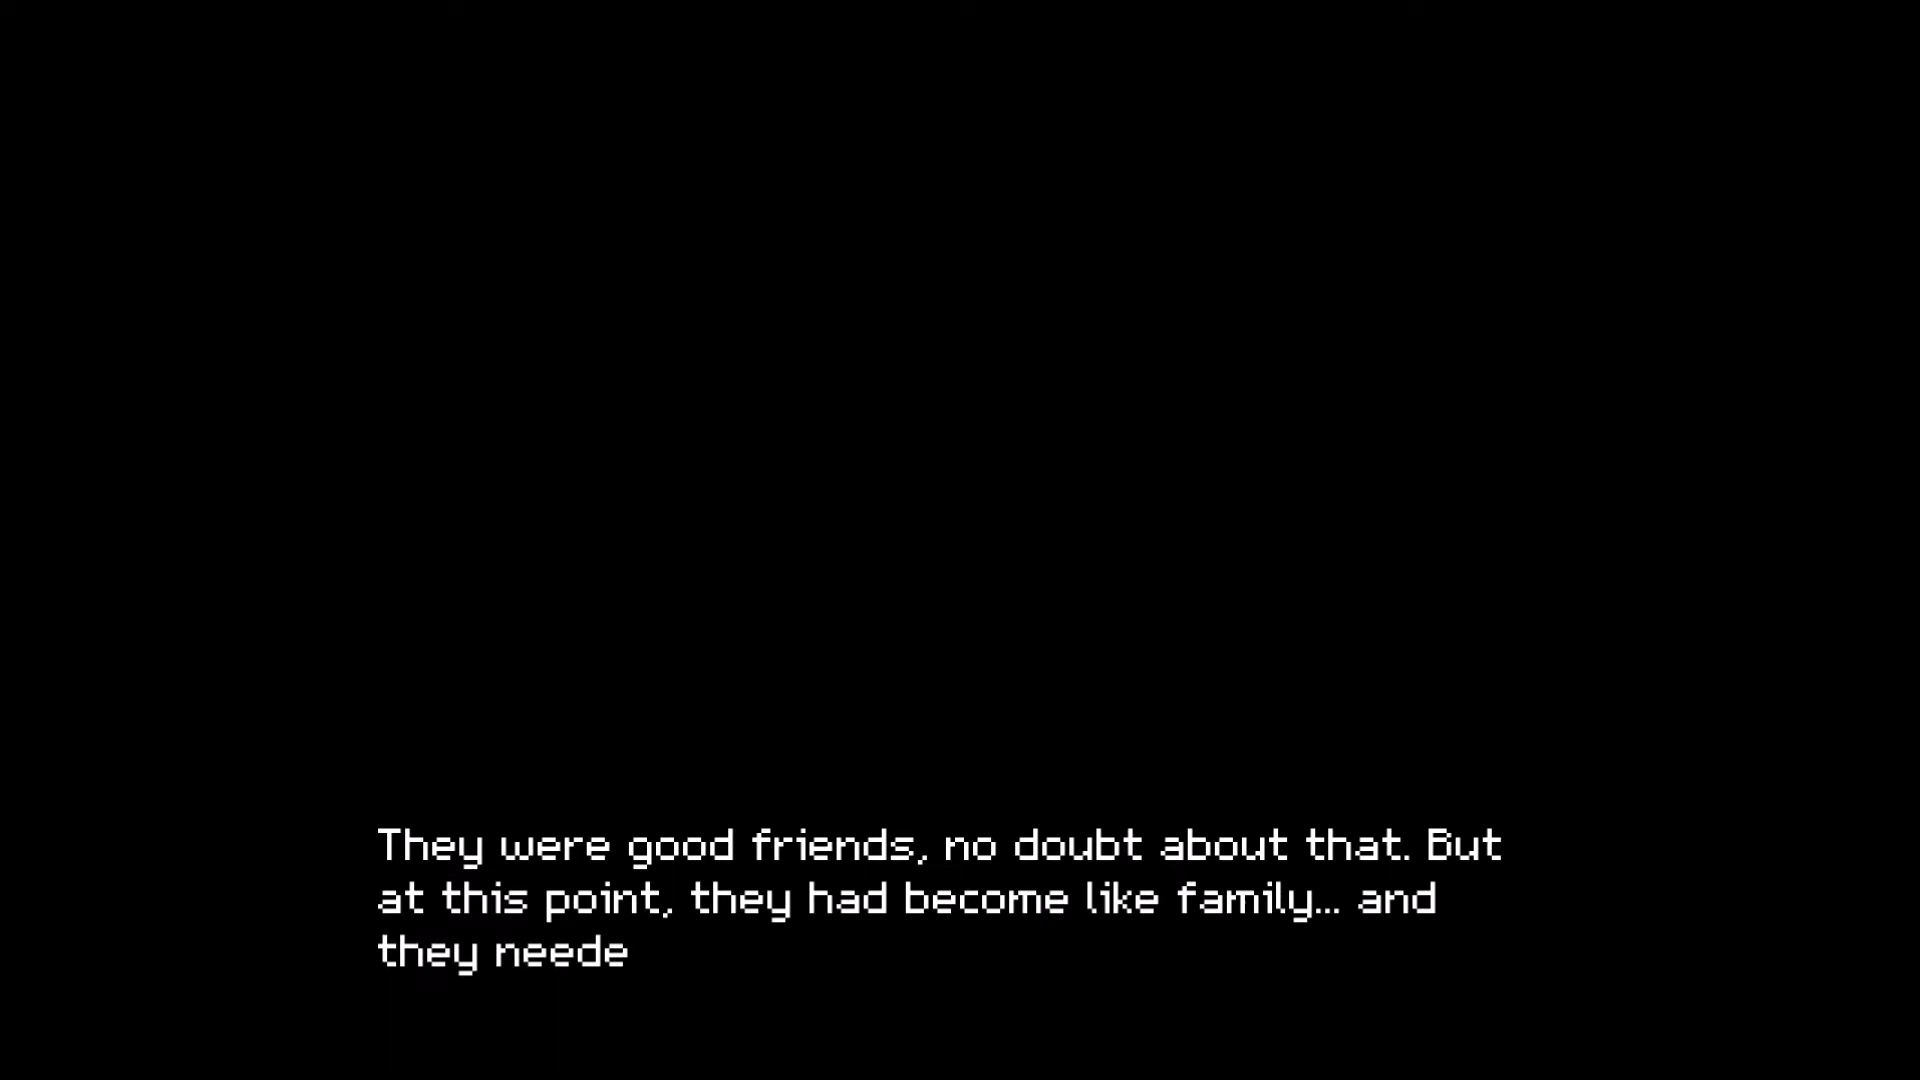 They were good friends, no doubt about that. But
at this point, they had become like family... and
they neede